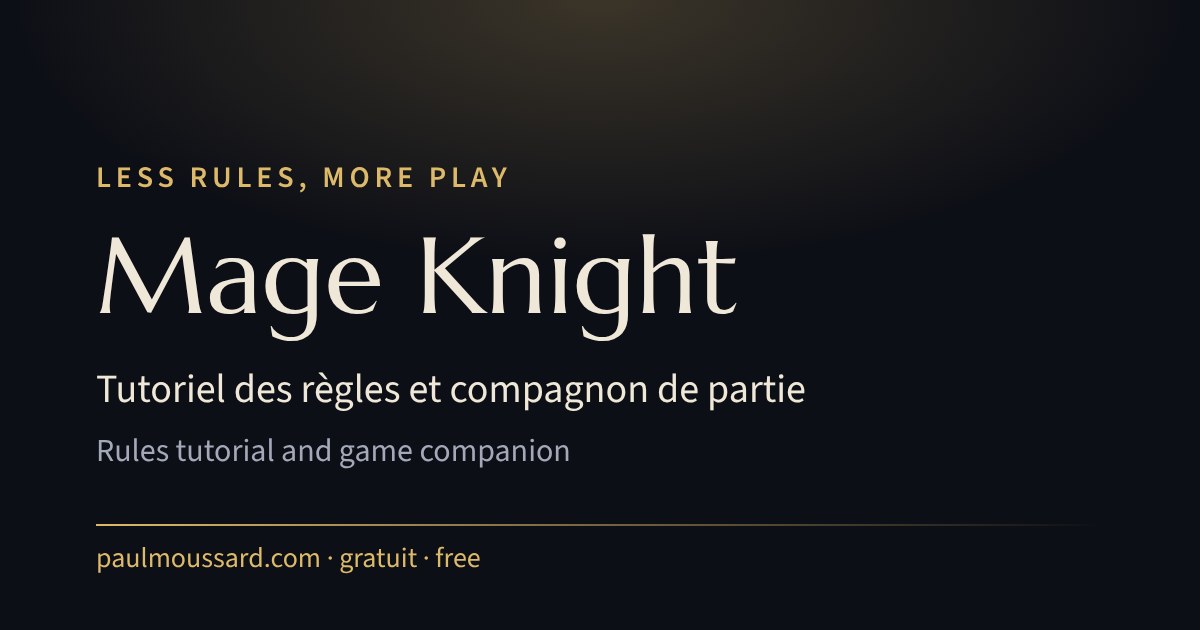 LESS RULES, MORE PLAY
Mage Knight
Tutoriel des règles et compagnon de partie
Rules tutorial and game companion
paulmoussard.com · gratuit · free